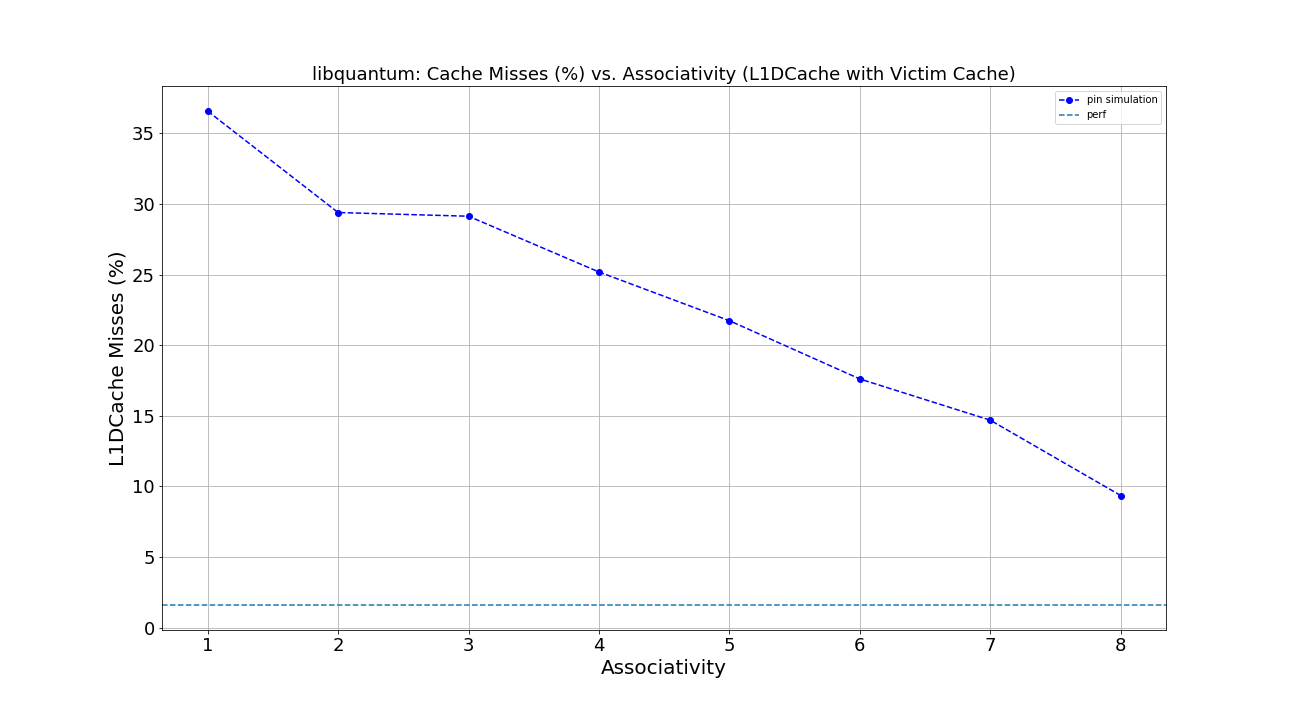 libquantum: Cache Misses (%) vs. Associativity (L1DCache with Victim Cache)
pin simulation
perf
L1DCache Misses (%)
35
30
25
20
15
10
5
0
1 2 3 4 5 6 7 8
Associativity